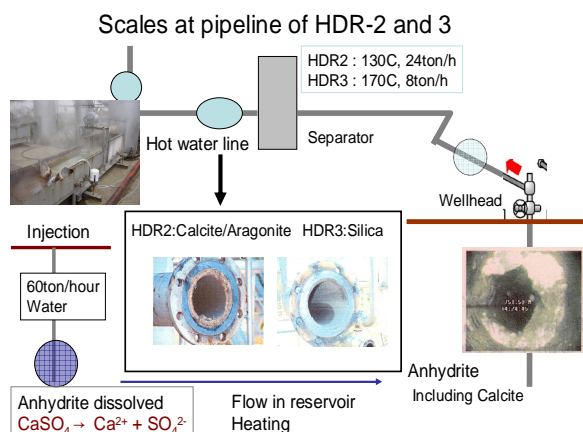 Scales at pipeline of HDR-2 and 3
HDR2 : 130C, 24ton/h
HDR3 : 170C, 8ton/h
Hot water line
Separator
Wellhead
Injection
HDR2:Calcite/Aragonite HDR3:Silica
60ton/hour
Water
Anhydrite
Including Calcite
Anhydrite dissolved
CaSO₄→ Ca²⁺ + SO₄²⁻
Flow in reservoir
Heating